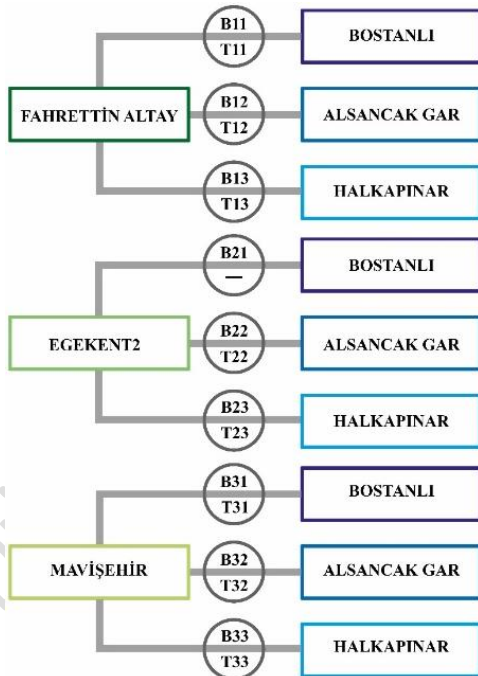 B11
T11
BOSTANLI
FAHRETTİN ALTAY
B12
T12
ALSANCAK GAR
B13
T13
HALKAPINAR
B21
—
BOSTANLI
EGEKENT2
B22
T22
ALSANCAK GAR
B23
T23
HALKAPINAR
B31
T31
BOSTANLI
MAVİŞEHİR
B32
T32
ALSANCAK GAR
B33
T33
HALKAPINAR